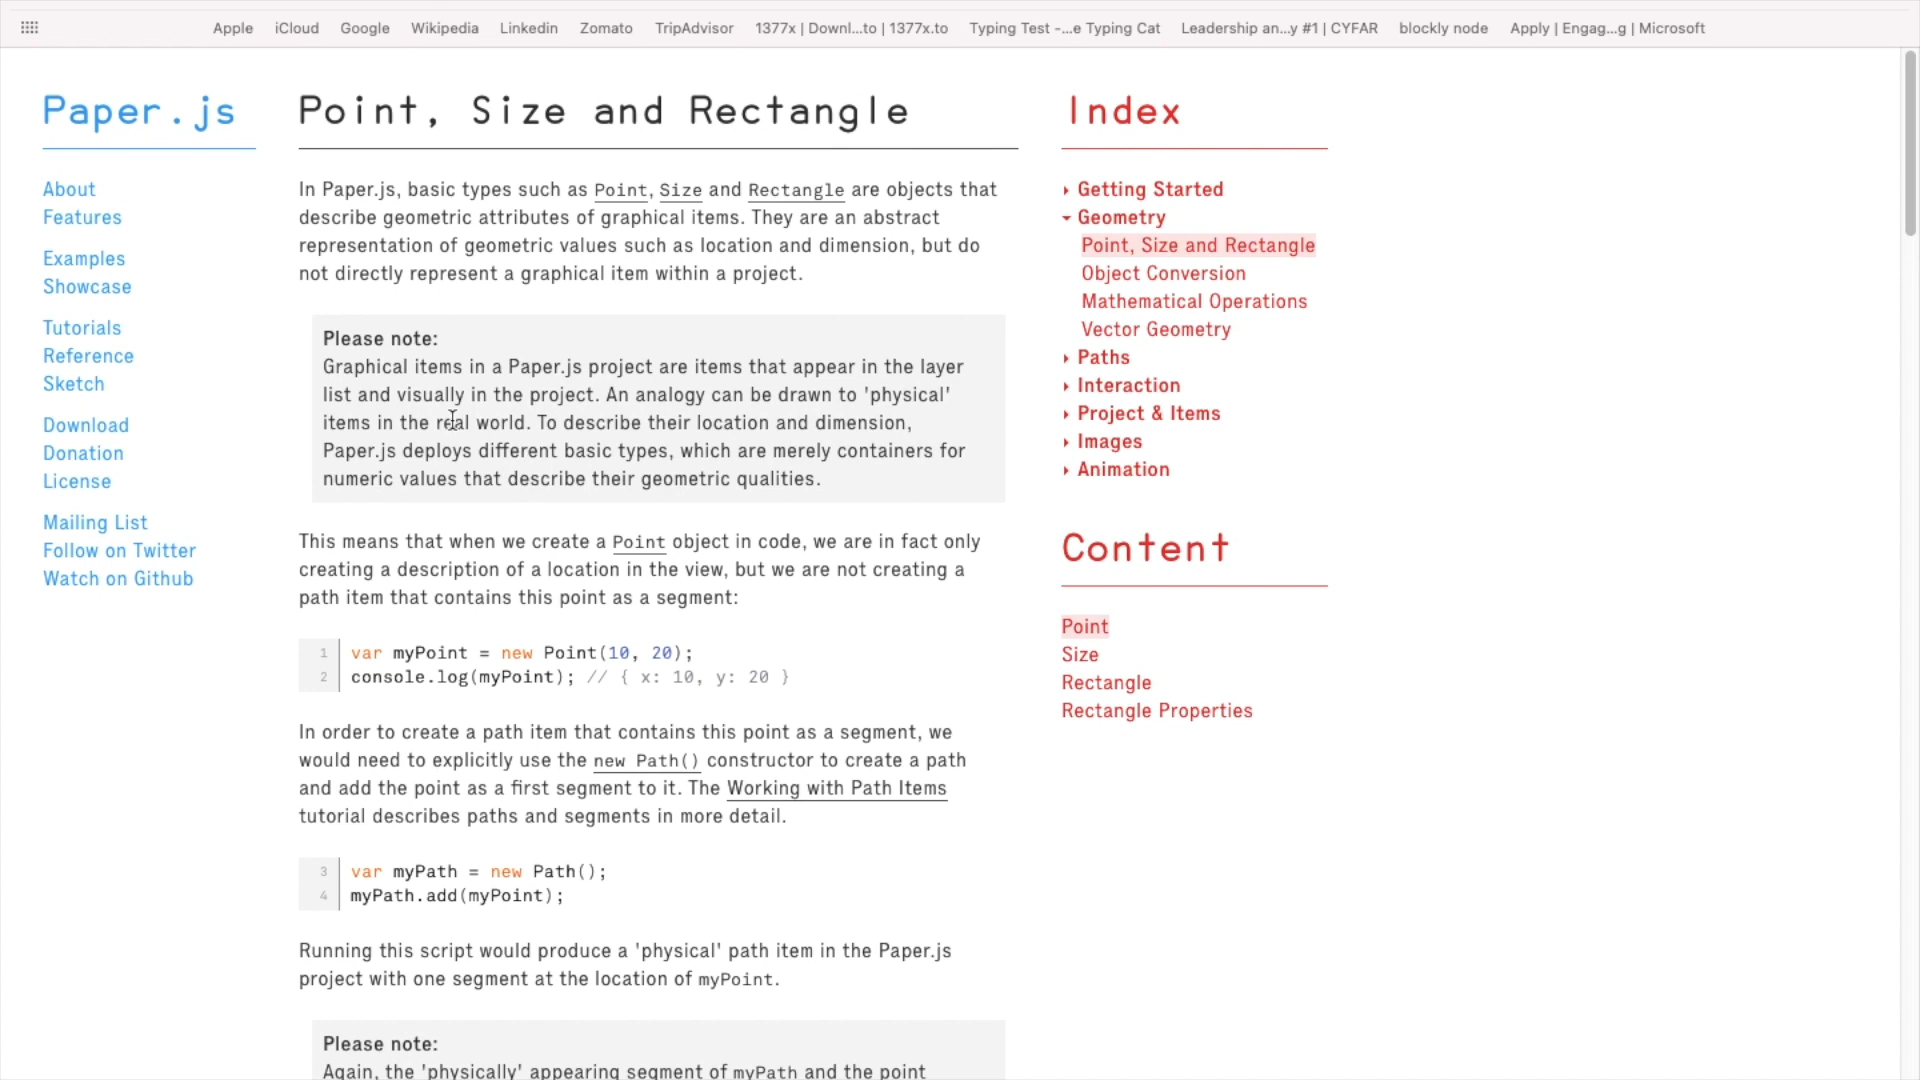 Apple iCloud Google Wikipedia Linkedin Zomato TripAdvisor 1377x | Downl...to | 1377x.to Typing Test -...e Typing Cat Leadership an...y #1 | CYFAR blockly node Apply | Engag...g | Microsoft
Paper.js
About
Features
Examples
Showcase
Tutorials
Reference
Sketch
Download
Donation
License
Mailing List
Follow on Twitter
Watch on Github
Point, Size and Rectangle
In Paper.js, basic types such as Point, Size and Rectangle are objects that
describe geometric attributes of graphical items. They are an abstract
representation of geometric values such as location and dimension, but do
not directly represent a graphical item within a project.
Please note:
Graphical items in a Paper.js project are items that appear in the layer
list and visually in the project. An analogy can be drawn to 'physical'
items in the real world. To describe their location and dimension,
Paper.js deploys different basic types, which are merely containers for
numeric values that describe their geometric qualities.
This means that when we create a Point object in code, we are in fact only
creating a description of a location in the view, but we are not creating a
path item that contains this point as a segment:
1 var myPoint = new Point(10, 20);
2 console.log(myPoint); // { x: 10, y: 20 }
In order to create a path item that contains this point as a segment, we
would need to explicitly use the new Path() constructor to create a path
and add the point as a first segment to it. The Working with Path Items
tutorial describes paths and segments in more detail.
3 var myPath = new Path();
4 myPath.add(myPoint);
Running this script would produce a 'physical' path item in the Paper.js
project with one segment at the location of myPoint.
Please note:
Again, the 'physically' appearing segment of myPath and the point
Index
Getting Started
Geometry
Point, Size and Rectangle
Object Conversion
Mathematical Operations
Vector Geometry
Paths
Interaction
Project & Items
Images
Animation
Content
Point
Size
Rectangle
Rectangle Properties